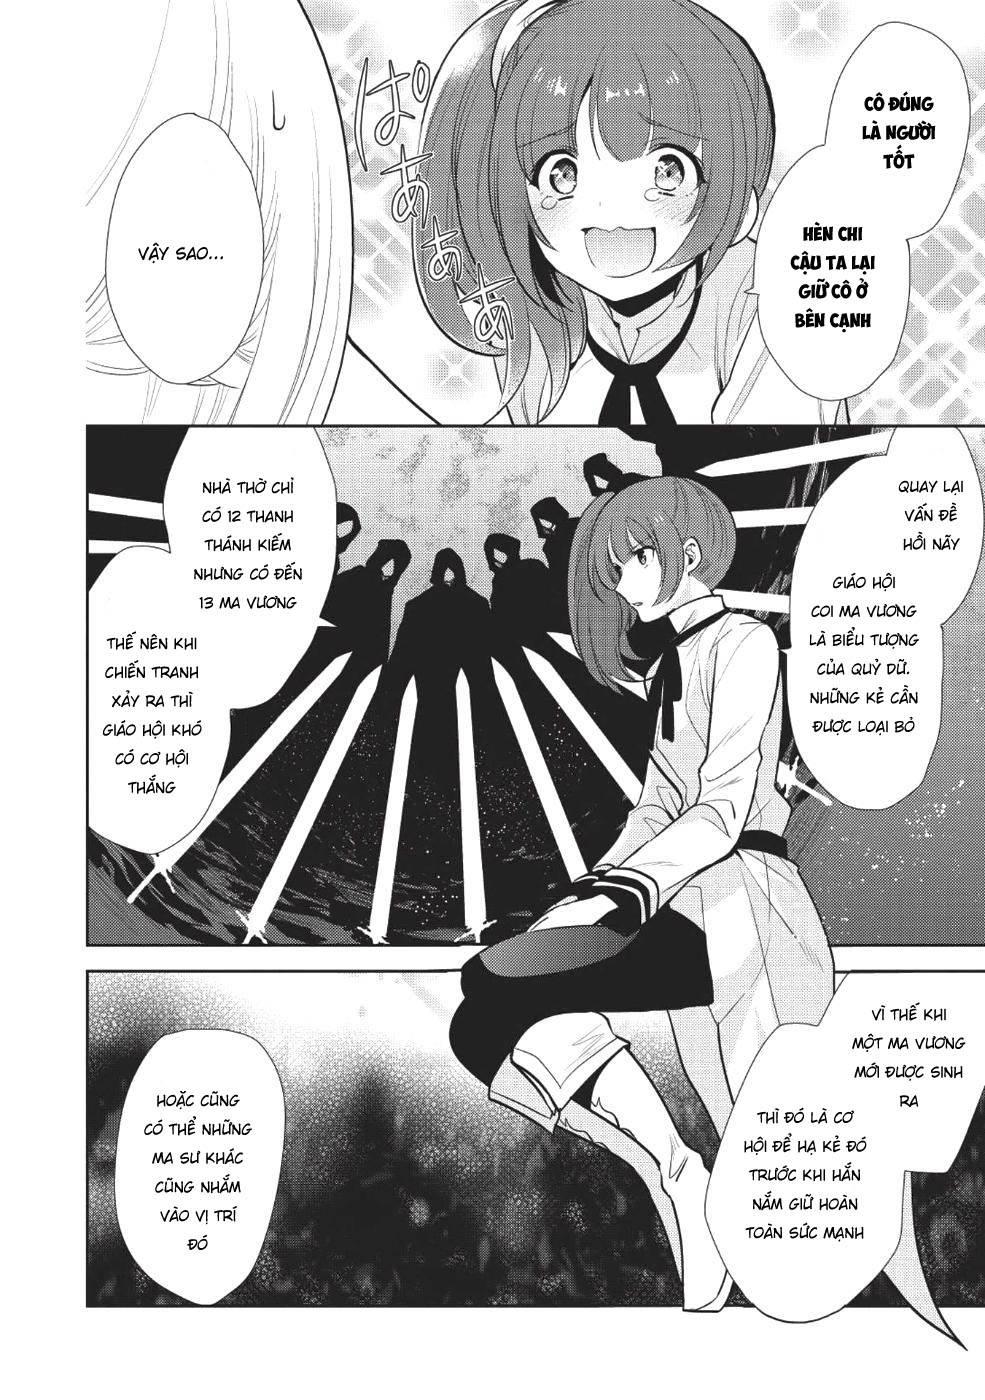 CÔ ĐÚNG
LÀ NGƯỜI
TỐT
HÈN CHI
CẬU TA LẠI
GIỮ CÔ Ở
BÊN CẠNH
ぱぁぁぁぁ
VẬY SAO...
QUAY LẠI
VẤN ĐỀ
HỒI NÃY
GIÁO HỘI
COI MA VƯƠNG
LÀ BIỂU TƯỢNG
CỦA QUỶ DỮ.
NHỮNG KẺ CẦN
ĐƯỢC LOẠI BỎ
NHÀ THỜ CHỈ
CÓ 12 THANH
THÁNH KIẾM
NHƯNG CÓ ĐẾN
13 MA VƯƠNG
THẾ NÊN KHI
CHIẾN TRANH
XẢY RA THÌ
GIÁO HỘI KHÓ
CÓ CƠ HỘI
THẮNG
VÌ THẾ KHI
MỘT MA VƯƠNG
MỚI ĐƯỢC SINH
RA
THÌ ĐÓ LÀ CƠ
HỘI ĐỂ HẠ KẺ ĐÓ
TRƯỚC KHI HẮN
NẮM GIỮ HOÀN
TOÀN SỨC MẠNH
HOẶC CŨNG
CÓ THỂ NHỮNG
MA SƯ KHÁC
CŨNG NHẮM
VÀO VỊ TRÍ
ĐÓ